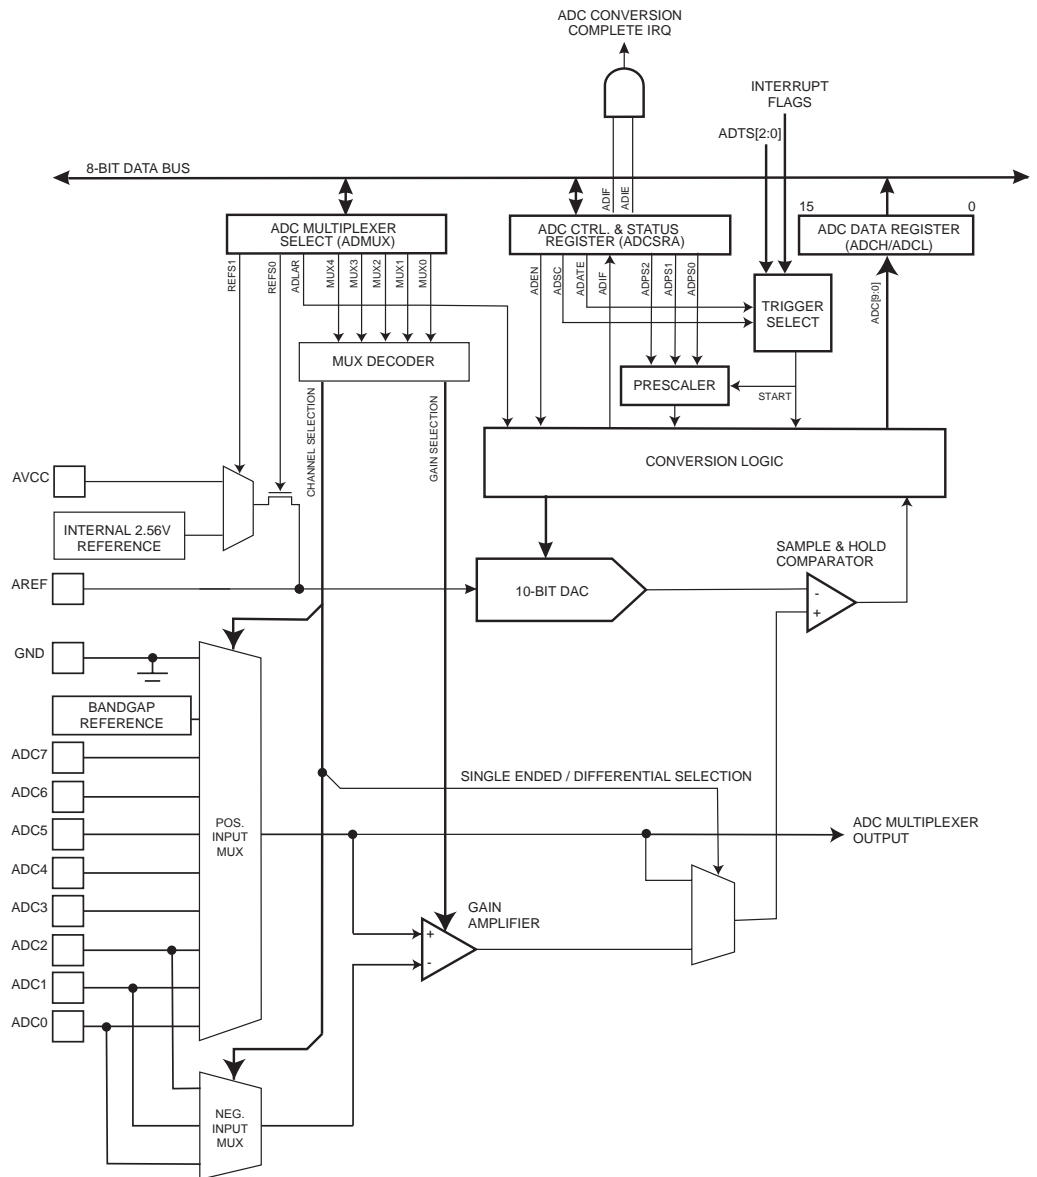 ADC CONVERSION
COMPLETE IRQ
INTERRUPT
FLAGS
ADTS[2:0]
8-BIT DATA BUS
ADIF
ADIE
15
0
ADC MULTIPLEXER
SELECT (ADMUX)
ADC CTRL. & STATUS
REGISTER (ADCSRA)
ADC DATA REGISTER
(ADCH/ADCL)
REFS1
REFS0
ADLAR
MUX4
MUX3
MUX2
MUX1
MUX0
ADEN
ADSC
ADATE
ADIF
ADPS2
ADPS1
ADPS0
ADC[9:0]
TRIGGER
SELECT
MUX DECODER
PRESCALER
START
CHANNEL SELECTION
GAIN SELECTION
CONVERSION LOGIC
AVCC
INTERNAL 2.56V
REFERENCE
SAMPLE & HOLD
COMPARATOR
AREF
10-BIT DAC
-
+
GND
BANDGAP
REFERENCE
ADC7
SINGLE ENDED / DIFFERENTIAL SELECTION
ADC6
ADC5
POS.
INPUT
MUX
ADC MULTIPLEXER
OUTPUT
ADC4
ADC3
GAIN
AMPLIFIER
+
-
ADC2
ADC1
ADC0
NEG.
INPUT
MUX